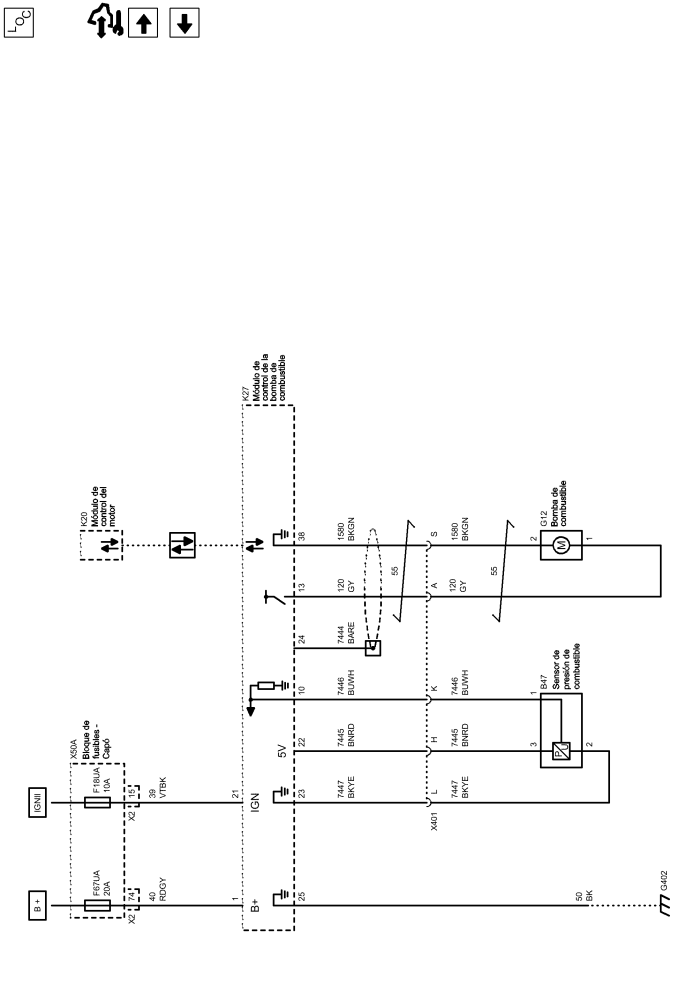 LOC
IGNII
B +
X50A
Bloque de
fusibles -
Capó
F18UA
10A
F67UA
20A
X2
15
X2
74
39
VTBK
40
RDGY
21
1
K20
Módulo de
control del
motor
K27
Módulo de
control de la
bomba de
combustible
IGN
B+
5V
38
13
24
10
22
23
25
1580
BKGN
120
GY
7444
BARE
7446
BUWH
7445
BNRD
7447
BKYE
55
S
A
K
H
L
X401
1580
BKGN
120
GY
7446
BUWH
7445
BNRD
7447
BKYE
55
G12
Bomba de
combustible
2
M
1
B47
Sensor de
presión de
combustible
1
3
P
U
2
50
BK
G402